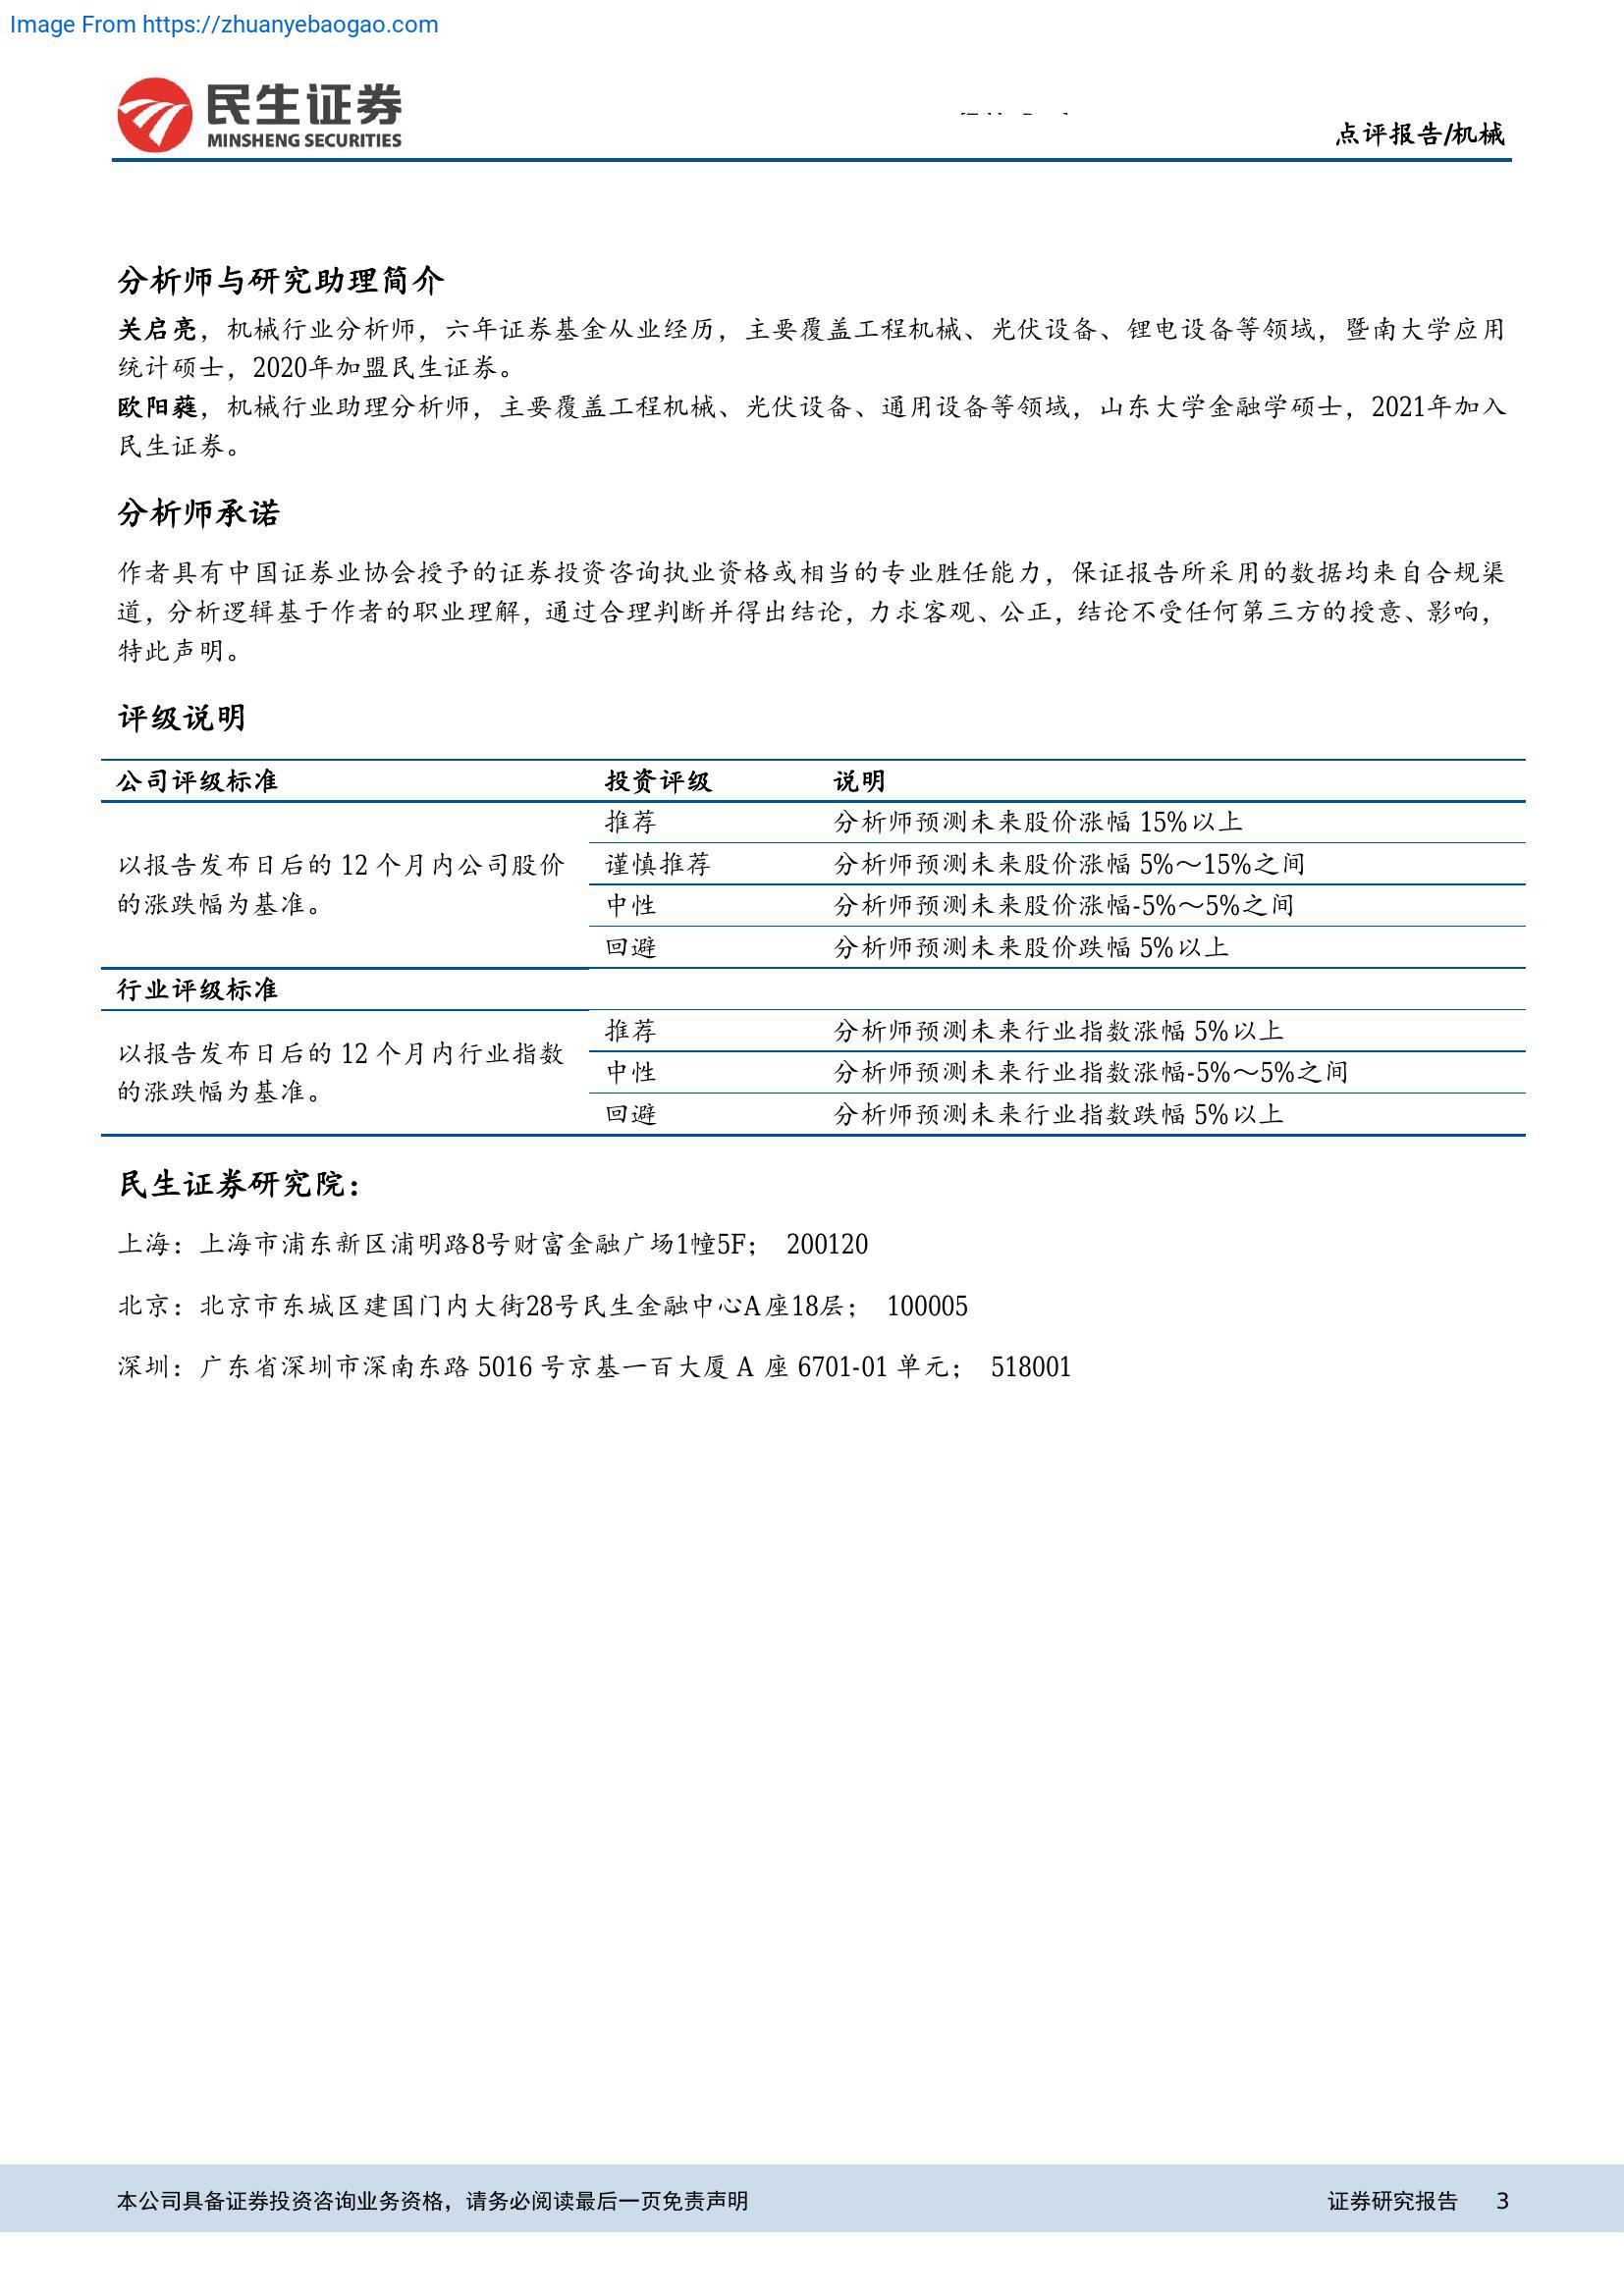 Image From https://zhuanyebaogao.com
民生证券
MINSHENG SECURITIES
点评报告/机械
分析师与研究助理简介
关启亮，机械行业分析师，六年证券基金从业经历，主要覆盖工程机械、光伏设备、锂电设备等领域，暨南大学应用
统计硕士，2020年加盟民生证券。
欧阳蕤，机械行业助理分析师，主要覆盖工程机械、光伏设备、通用设备等领域，山东大学金融学硕士，2021年加入
民生证券。
分析师承诺
作者具有中国证券业协会授予的证券投资咨询执业资格或相当的专业胜任能力，保证报告所采用的数据均来自合规渠
道，分析逻辑基于作者的职业理解，通过合理判断并得出结论，力求客观、公正，结论不受任何第三方的授意、影响，
特此声明。
评级说明
公司评级标准 投资评级 说明
推荐 分析师预测未来股价涨幅 15%以上
以报告发布日后的 12 个月内公司股价
的涨跌幅为基准。
谨慎推荐 分析师预测未来股价涨幅 5%～15%之间
中性 分析师预测未来股价涨幅-5%～5%之间
回避 分析师预测未来股价跌幅 5%以上
行业评级标准
以报告发布日后的 12 个月内行业指数
的涨跌幅为基准。
推荐 分析师预测未来行业指数涨幅 5%以上
中性 分析师预测未来行业指数涨幅-5%～5%之间
回避 分析师预测未来行业指数跌幅 5%以上
民生证券研究院：
上海：上海市浦东新区浦明路8号财富金融广场1幢5F； 200120
北京：北京市东城区建国门内大街28号民生金融中心A座18层； 100005
深圳：广东省深圳市深南东路 5016 号京基一百大厦 A 座 6701-01 单元； 518001
本公司具备证券投资咨询业务资格，请务必阅读最后一页免责声明 证券研究报告 3